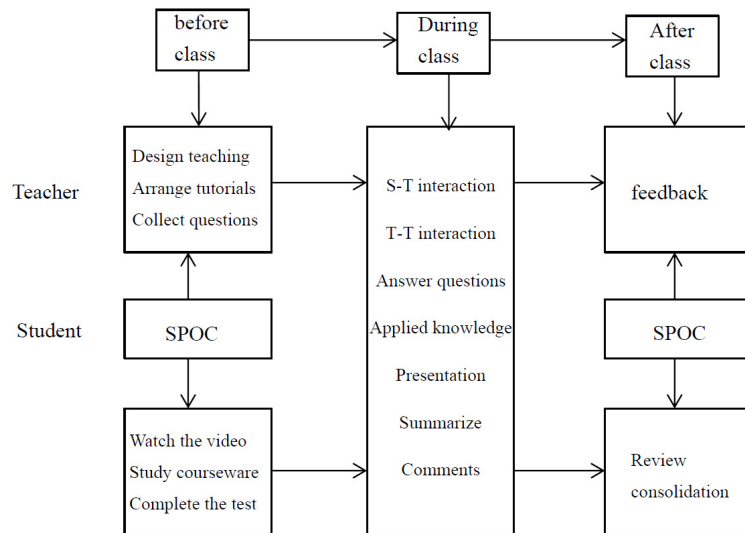 before
class
During
class
After
class
Teacher
Design teaching
Arrange tutorials
Collect questions
S-T interaction
T-T interaction
Answer questions
Applied knowledge
Presentation
Summarize
Comments
feedback
Student
SPOC
SPOC
Watch the video
Study courseware
Complete the test
Review
consolidation